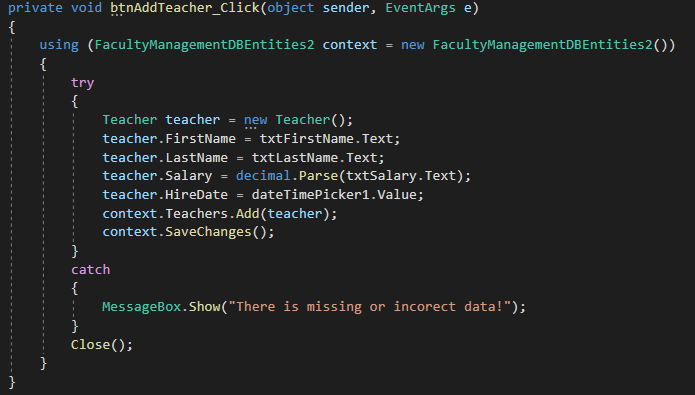 private void btnAddTeacher_Click(object sender, EventArgs e)
{
    using (FacultyManagementDBEntities2 context = new FacultyManagementDBEntities2())
    {
        try
        {
            Teacher teacher = new Teacher();
            teacher.FirstName = txtFirstName.Text;
            teacher.LastName = txtLastName.Text;
            teacher.Salary = decimal.Parse(txtSalary.Text);
            teacher.HireDate = dateTimePicker1.Value;
            context.Teachers.Add(teacher);
            context.SaveChanges();
        }
        catch
        {
            MessageBox.Show("There is missing or incorect data!");
        }
        Close();
    }
}